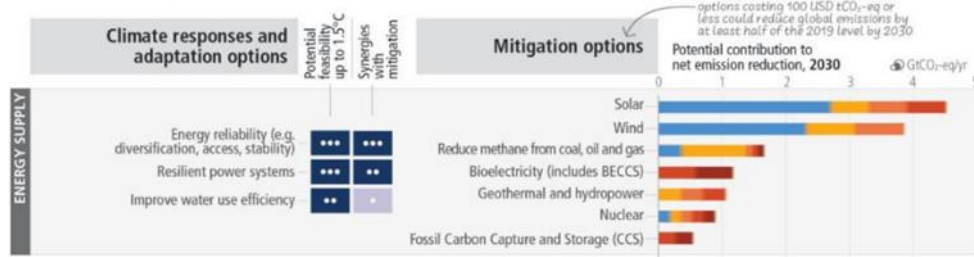 options costing 100 USD tCO₂-eq or
less could reduce global emissions by
at least half of the 2019 level by 2030
Climate responses and
adaptation options
Potential
feasibility
up to 1.5°C
Synergies
with
mitigation
Mitigation options
Potential contribution to
net emission reduction, 2030
GtCO₂-eq/yr
0 1 2 3 4
ENERGY SUPPLY
Energy reliability (e.g.
diversification, access, stability)
Resilient power systems
Improve water use efficiency
Solar
Wind
Reduce methane from coal, oil and gas
Bioelectricity (includes BECCS)
Geothermal and hydropower
Nuclear
Fossil Carbon Capture and Storage (CCS)